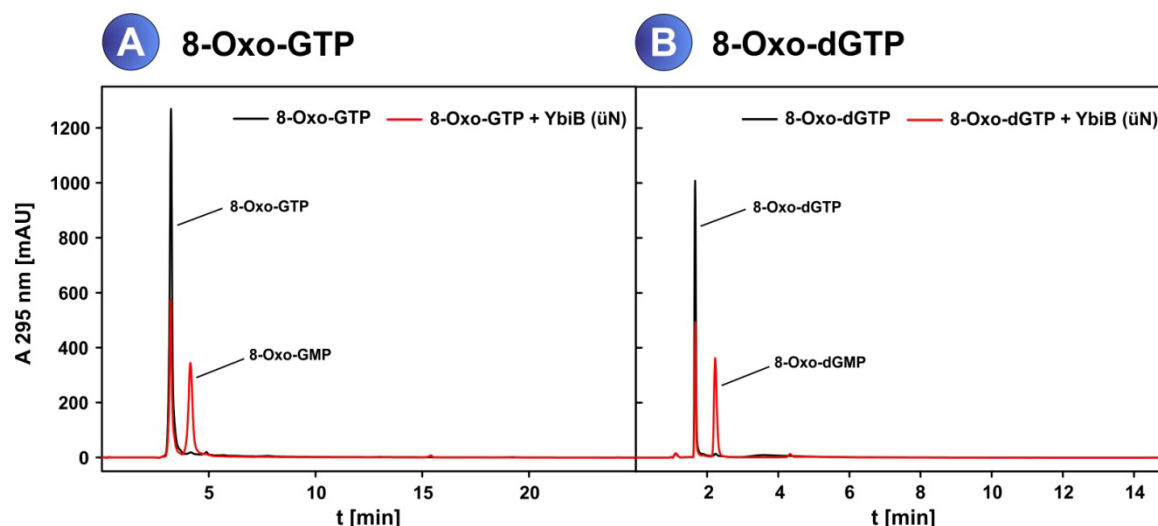 A 8-Oxo-GTP
B 8-Oxo-dGTP
8-Oxo-GTP 8-Oxo-GTP + YbiB (üN)
8-Oxo-dGTP 8-Oxo-dGTP + YbiB (üN)
A 295 nm [mAU]
1200
1000
800
600
400
200
0
8-Oxo-GTP
8-Oxo-GMP
8-Oxo-dGTP
8-Oxo-dGMP
5 10 15 20
2 4 6 8 10 12 14
t [min]
t [min]